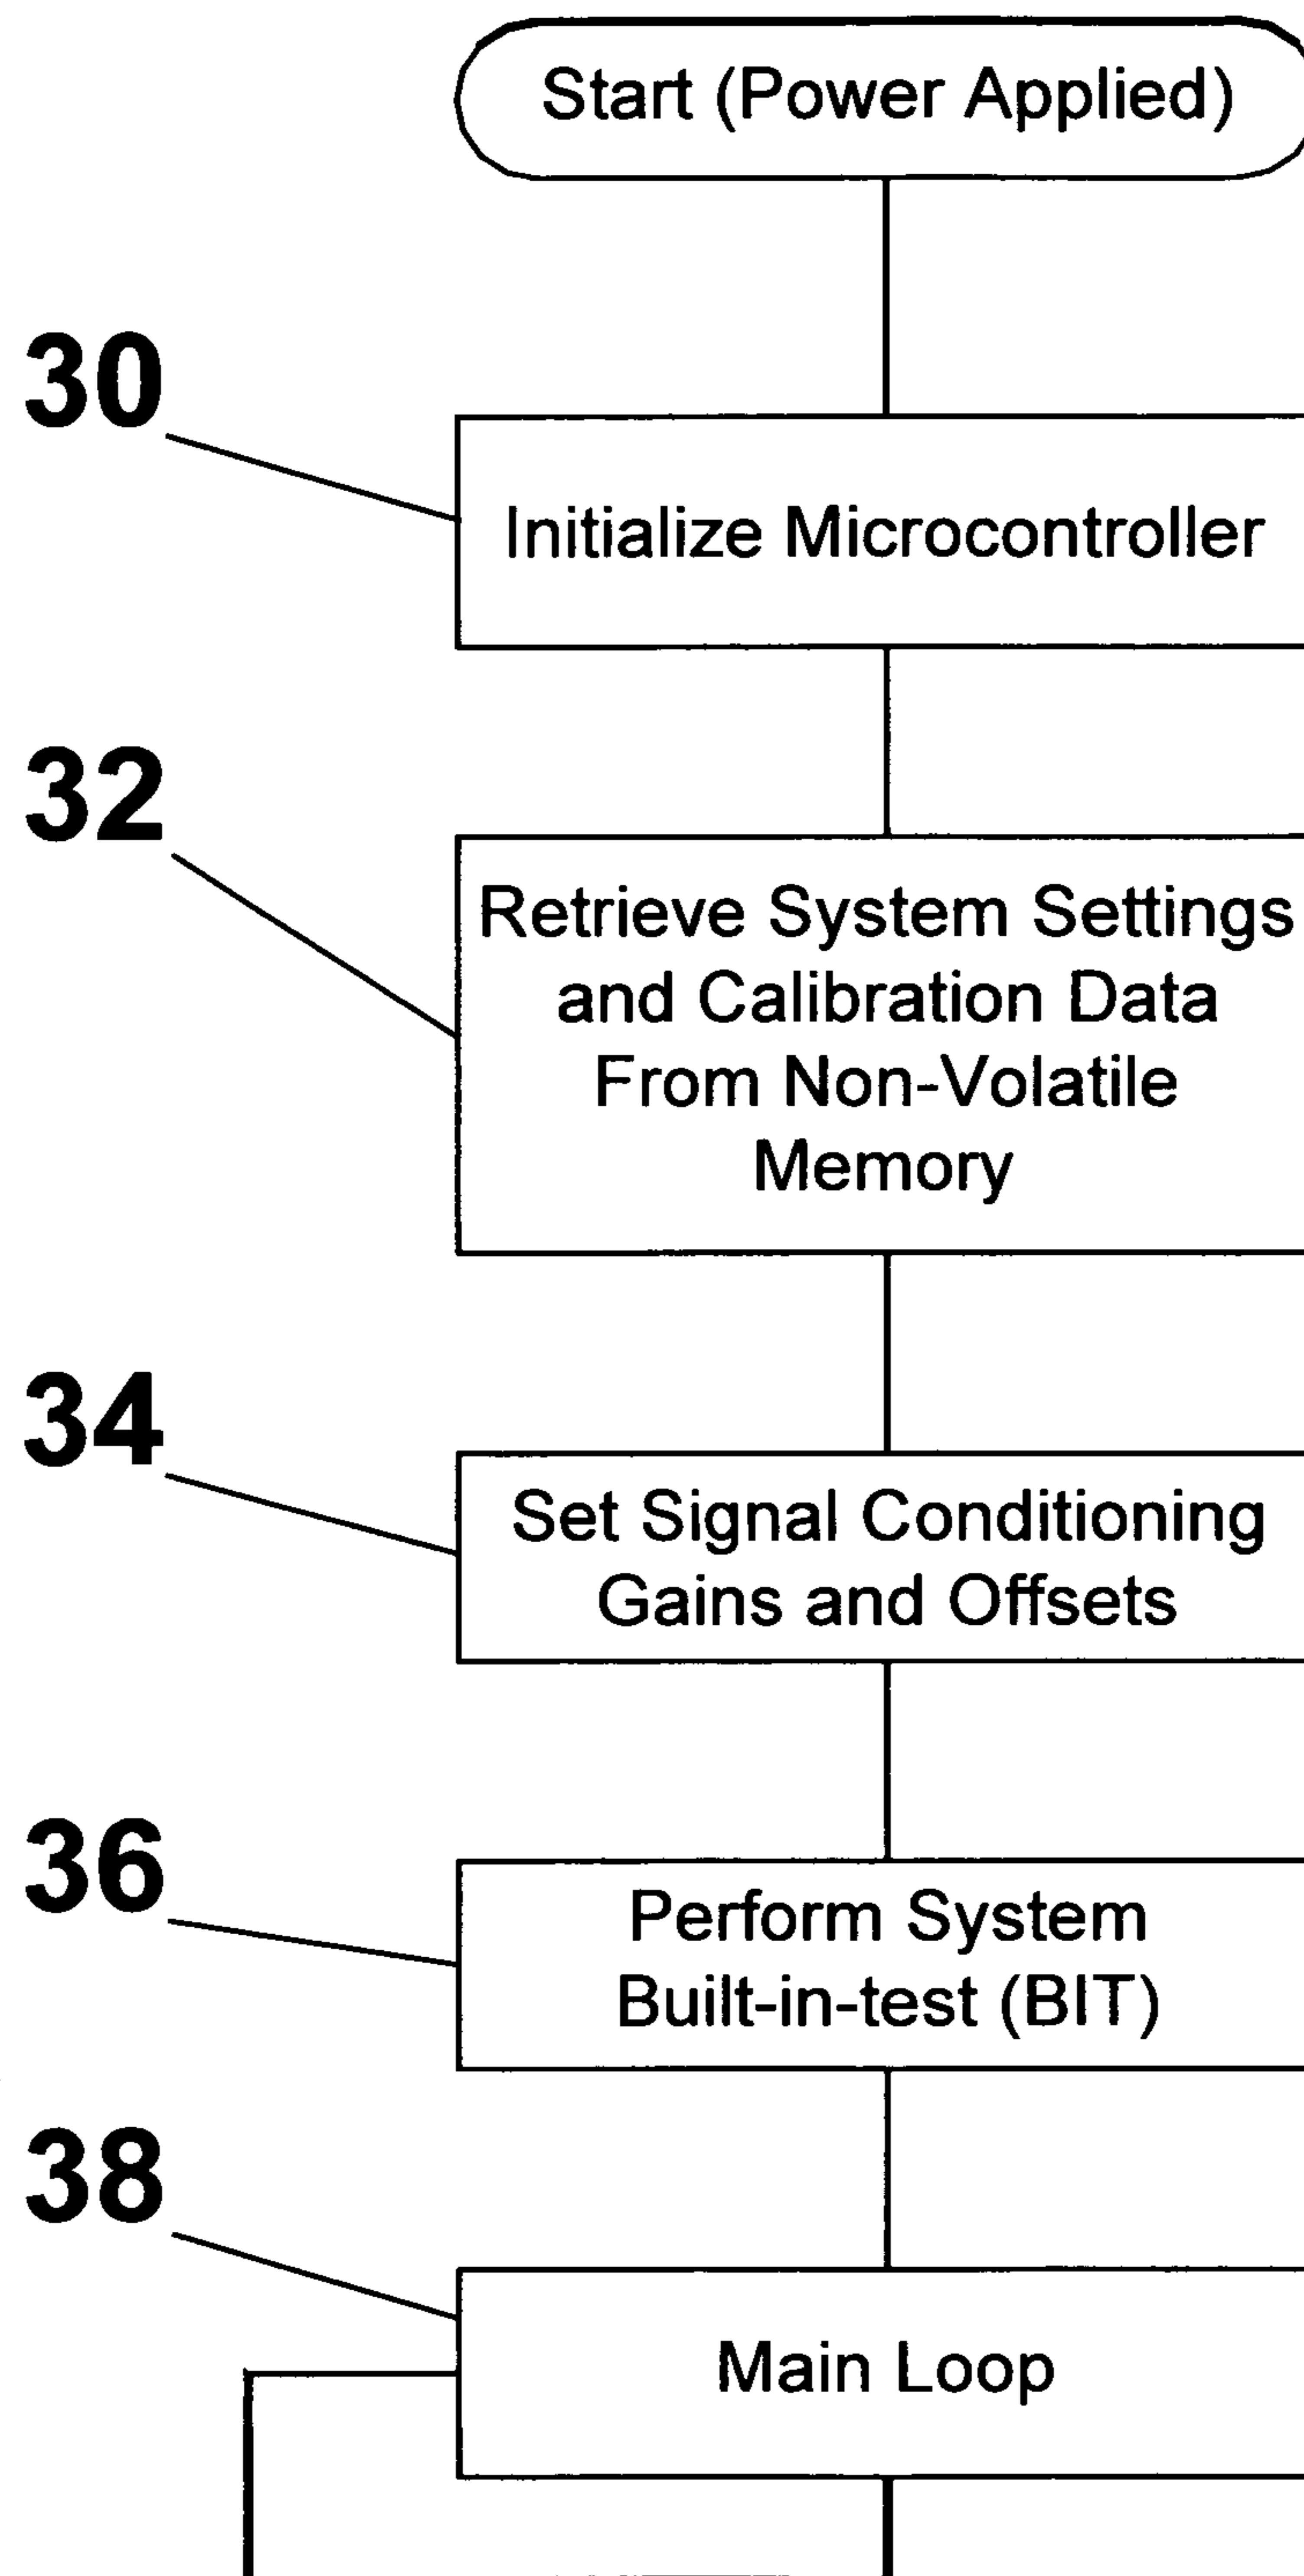 Start (Power Applied)
30
Initialize Microcontroller
32
Retrieve System Settings
and Calibration Data
From Non-Volatile
Memory
34
Set Signal Conditioning
Gains and Offsets
36
Perform System
Built-in-test (BIT)
38
Main Loop